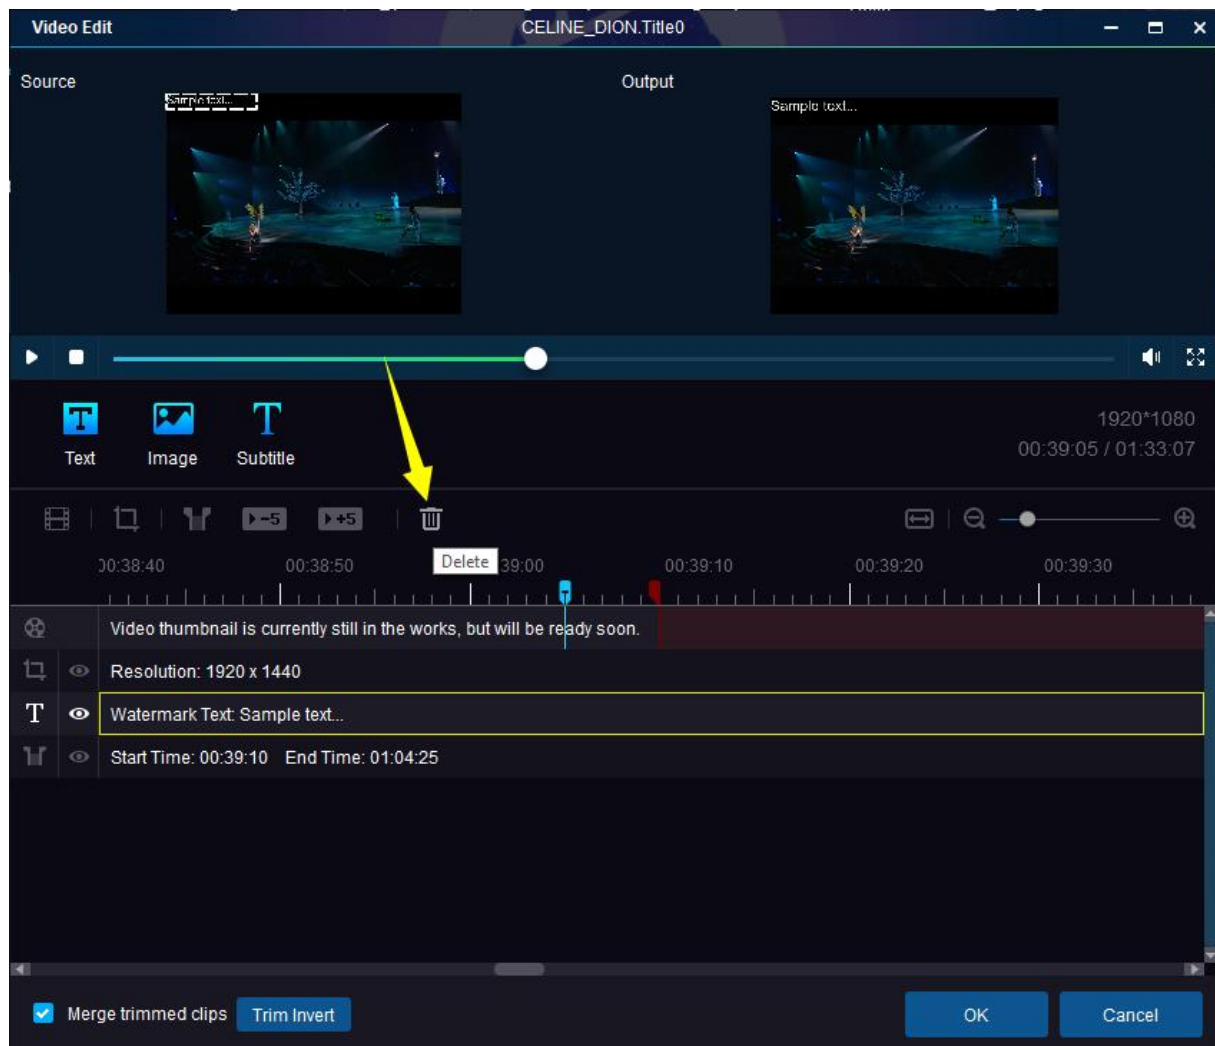 Video Edit
CELINE_DION.Title0
Source
Output
Sample text...
Sample text...
1920*1080
00:39:05 / 01:33:07
Text
Image
Subtitle
-5
+5
Delete
00:38:50
39:00
00:39:10
00:39:20
00:39:30
Video thumbnail is currently still in the works, but will be ready soon.
Resolution: 1920 x 1440
Watermark Text: Sample text...
Start Time: 00:39:10 End Time: 01:04:25
Merge trimmed clips
Trim Invert
OK
Cancel